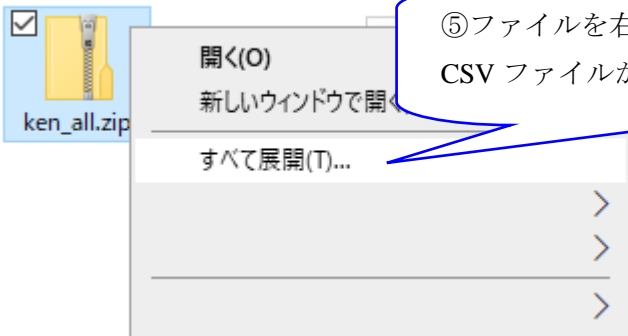 ⑤ファイルを右
CSV ファイルが
開く(O)
新しいウィンドウで開く
ken_all.zip
すべて展開(T)...